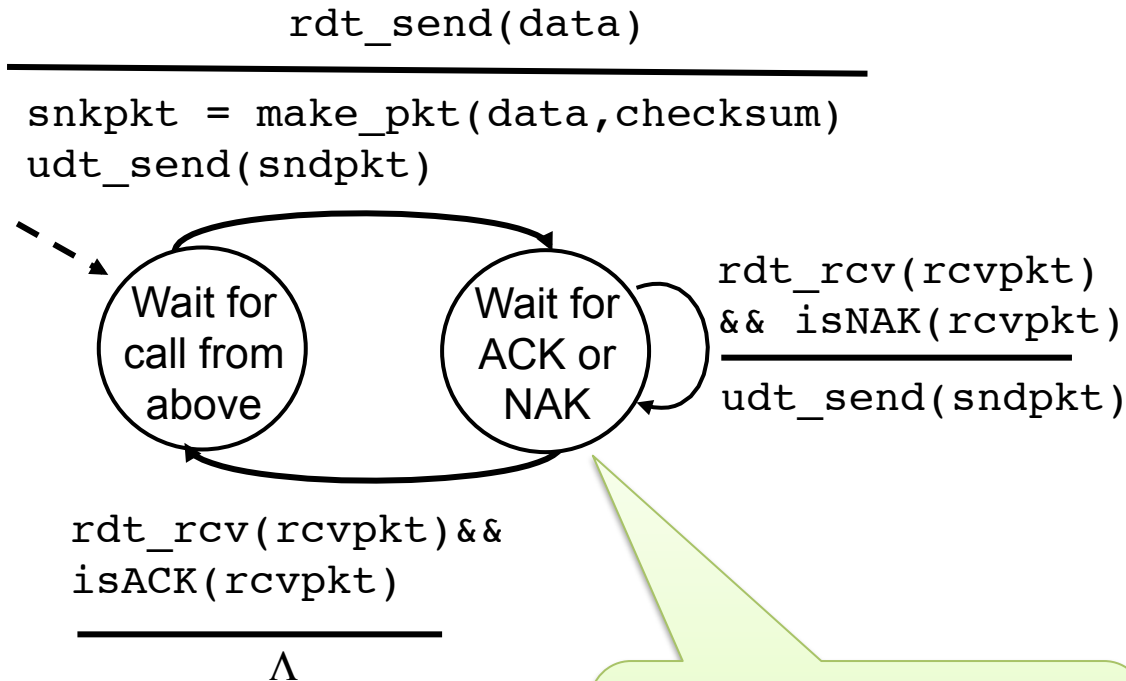 rdt_send(data)
snkpkt = make_pkt(data,checksum)
udt_send(sndpkt)
Wait for
call from
above
Wait for
ACK or
NAK
rdt_rcv(rcvpkt)
&& isNAK(rcvpkt)
udt_send(sndpkt)
rdt_rcv(rcvpkt)&&
isACK(rcvpkt)
Λ